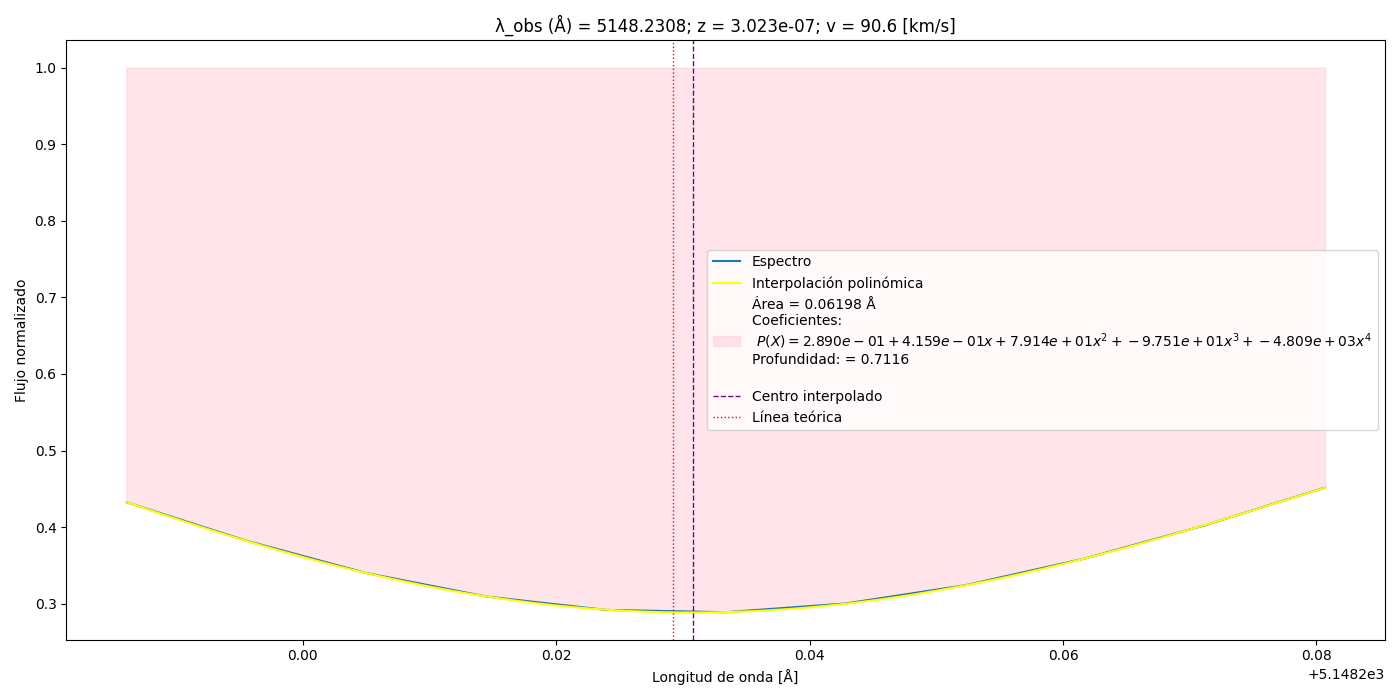 λ_obs (Å) = 5148.2308; z = 3.023e-07; v = 90.6 [km/s]
Flujo normalizado
1.0
0.9
0.8
0.7
0.6
0.5
0.4
0.3
Espectro
Interpolación polinómica
Área = 0.06198 Å
Coeficientes:
P(X) = 2.890e − 01 + 4.159e − 01x + 7.914e + 01x² + −9.751e + 01x³ + −4.809e + 03x⁴
Profundidad: = 0.7116
Centro interpolado
Línea teórica
0.00 0.02 0.04 0.06 0.08
+5.1482e3
Longitud de onda [Å]